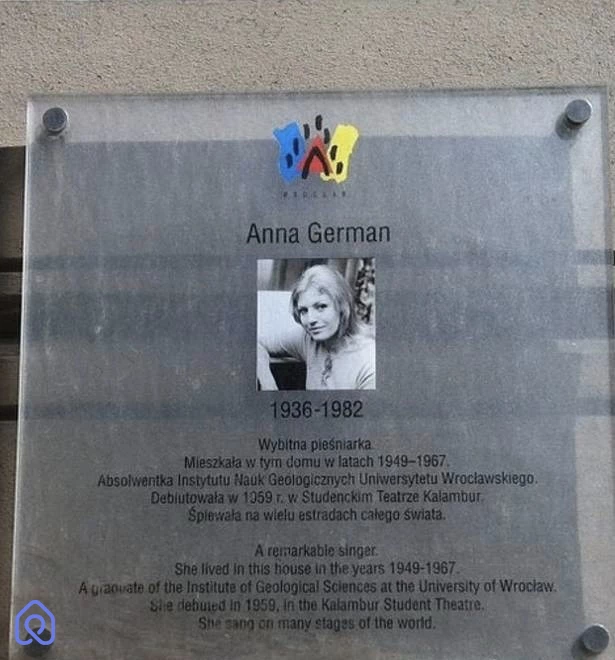 WROCŁAW
Anna German
1936-1982
Wybitna pieśniarka.
Mieszkała w tym domu w latach 1949–1967.
Absolwentka Instytutu Nauk Geologicznych Uniwersytetu Wrocławskiego.
Debiutowała w 1959 r. w Studenckim Teatrze Kalambur.
Śpiewała na wielu estradach całego świata.
A remarkable singer.
She lived in this house in the years 1949-1967.
A graduate of the Institute of Geological Sciences at the University of Wrocław.
She debuted in 1959, in the Kalambur Student Theatre.
She sang on many stages of the world.